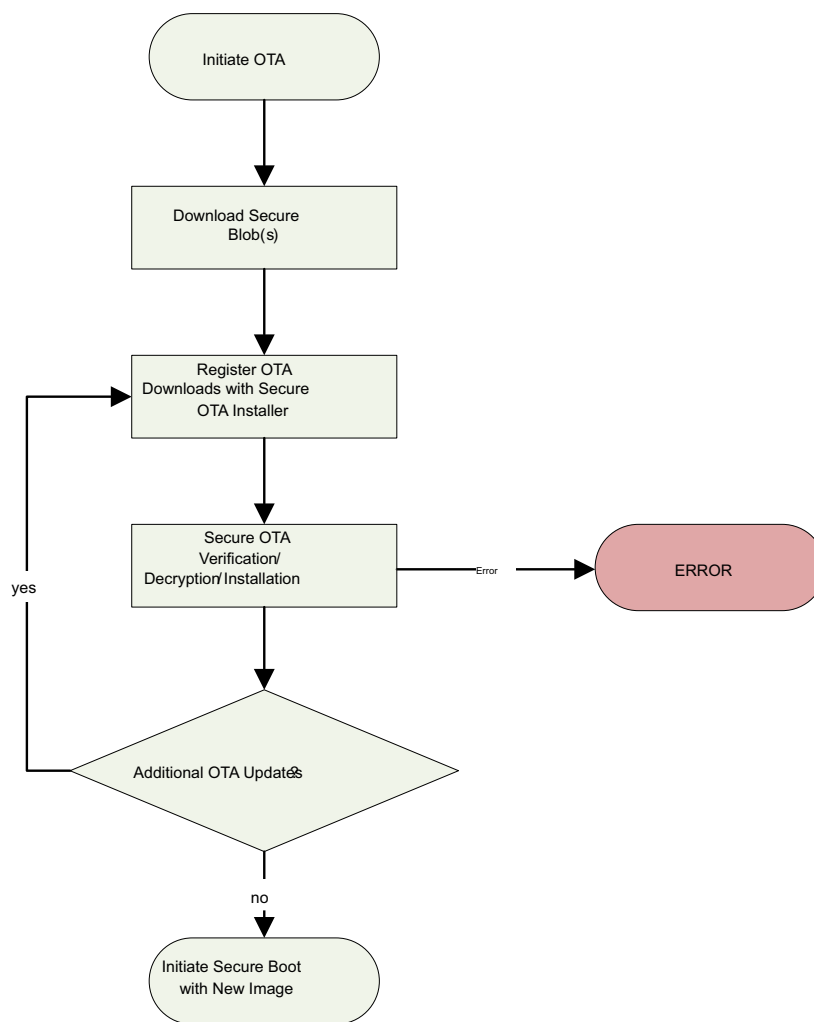 Initiate OTA
Download Secure
Blob(s)
Register OTA
Downloads with Secure
OTA Installer
Secure OTA
Verification/
Decryption/Installation
Error
ERROR
yes
Additional OTA Updates?
no
Initiate Secure Boot
with New Image